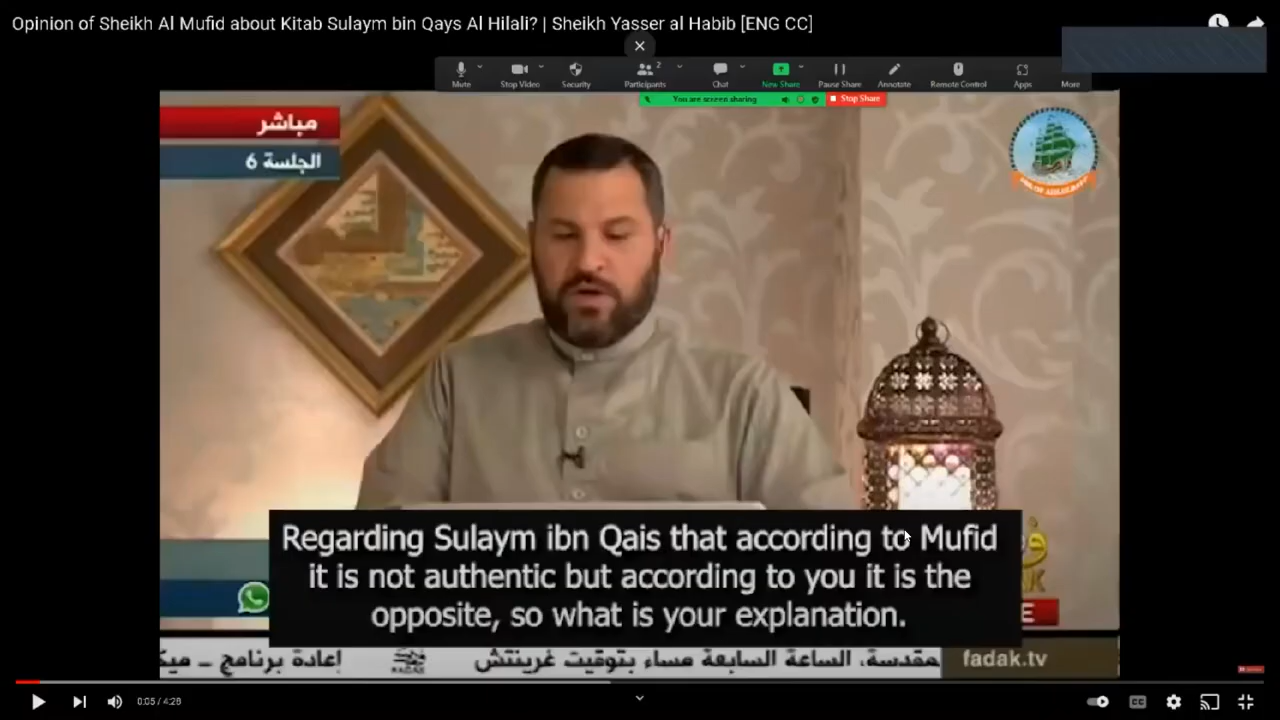 Opinion of Sheikh Al Mufid about Kitab Sulaym bin Qays Al Hilali? | Sheikh Yasser al Habib [ENG CC]
Mute
Stop Video
Security
2
Participants
Chat
New Share
Pause Share
Annotate
Remote Control
Apps
More
You are screen sharing
Stop Share
مباشر
الجلسة 6
Regarding Sulaym ibn Qais that according to Mufid
it is not authentic but according to you it is the
opposite, so what is your explanation.
مقدسة، الساعة السابعة مساء بتوقيت غرينتش
إعادة برنامج ـ
fadak.tv
0:05 / 4:28
CC